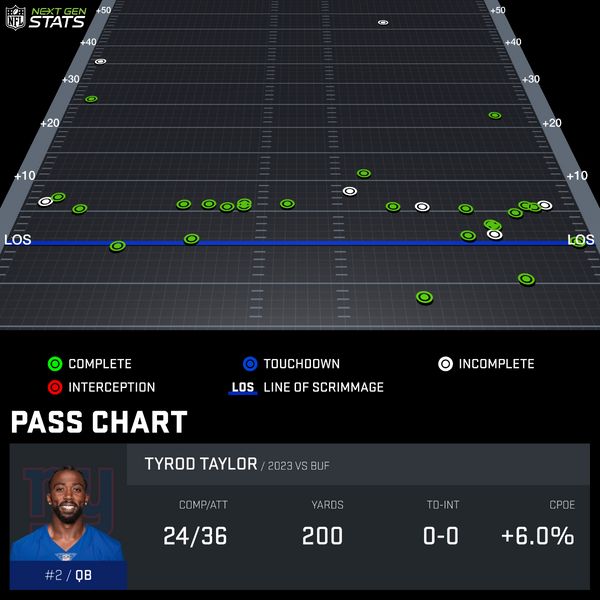 NFL NEXT GEN STATS
+50 +50
+40 +40
+30 +30
+20 +20
+10 +10
LOS LOS
COMPLETE TOUCHDOWN INCOMPLETE
INTERCEPTION LOS LINE OF SCRIMMAGE
PASS CHART
TYROD TAYLOR / 2023 VS BUF
COMP/ATT YARDS TD-INT CPOE
24/36 200 0-0 +6.0%
ny
#2 / QB